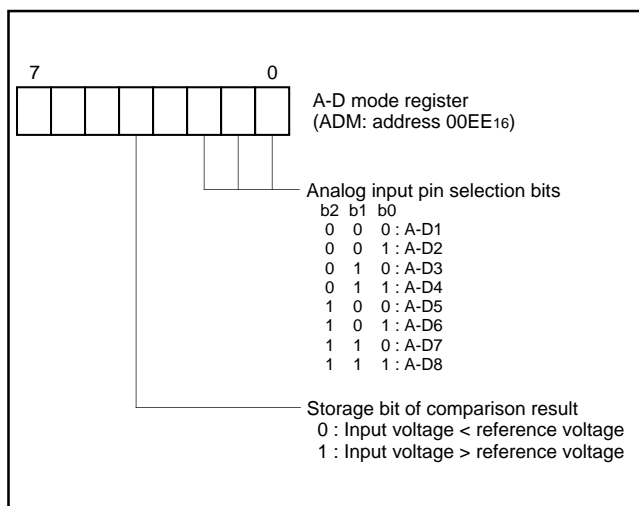 7 0
A-D mode register
(ADM: address 00EE16)
Analog input pin selection bits
b2 b1 b0
0 0 0 : A-D1
0 0 1 : A-D2
0 1 0 : A-D3
0 1 1 : A-D4
1 0 0 : A-D5
1 0 1 : A-D6
1 1 0 : A-D7
1 1 1 : A-D8
Storage bit of comparison result
0 : Input voltage < reference voltage
1 : Input voltage > reference voltage